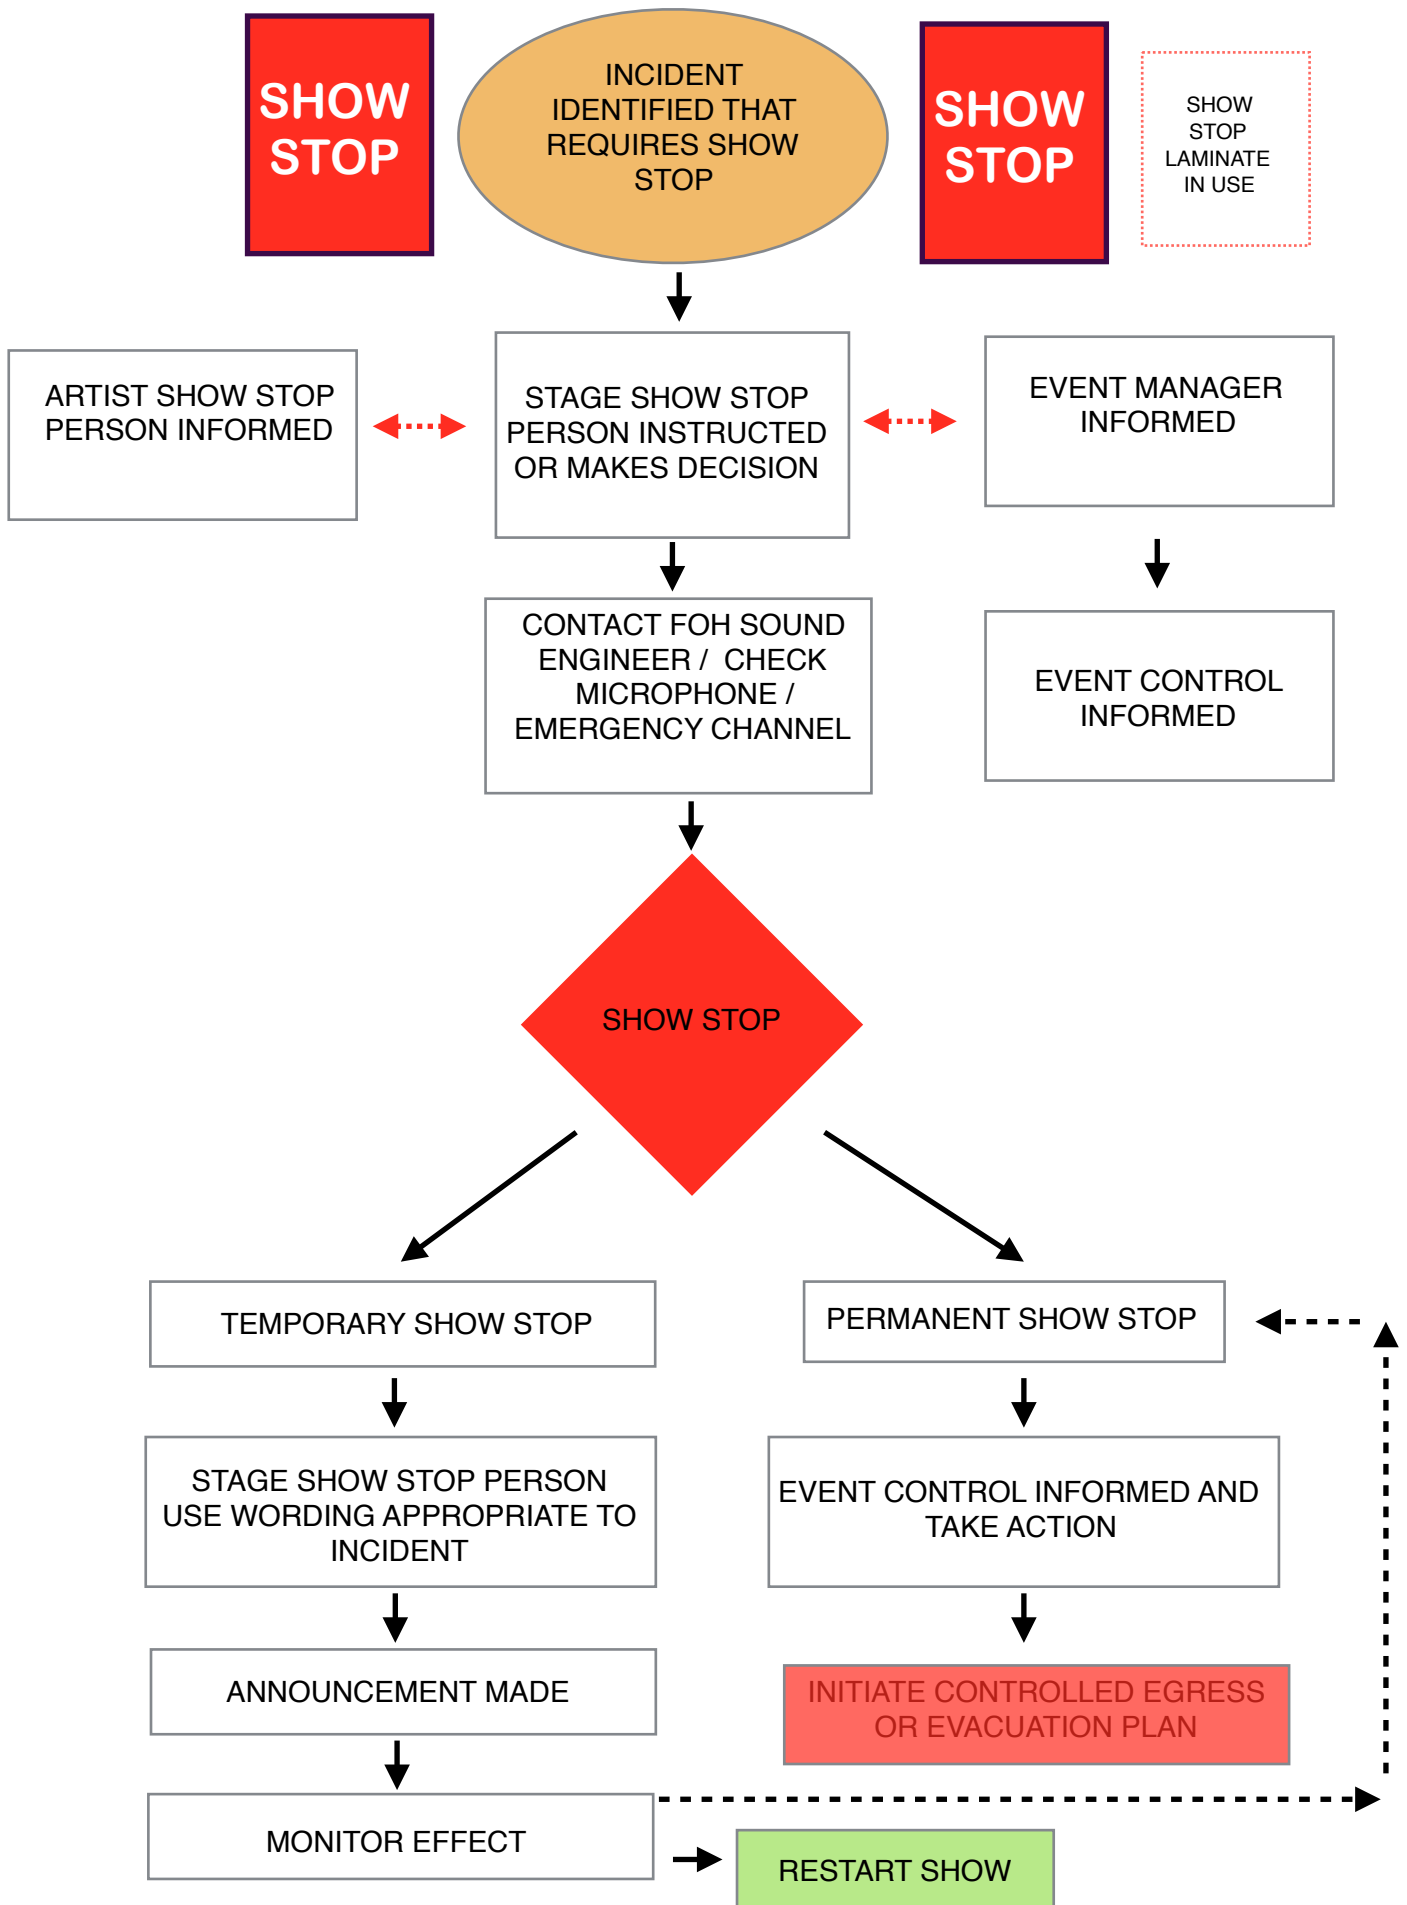 SHOW
STOP
INCIDENT
IDENTIFIED THAT
REQUIRES SHOW
STOP
SHOW
STOP
SHOW
STOP
LAMINATE
IN USE
ARTIST SHOW STOP
PERSON INFORMED
STAGE SHOW STOP
PERSON INSTRUCTED
OR MAKES DECISION
EVENT MANAGER
INFORMED
CONTACT FOH SOUND
ENGINEER / CHECK
MICROPHONE /
EMERGENCY CHANNEL
EVENT CONTROL
INFORMED
SHOW STOP
TEMPORARY SHOW STOP
PERMANENT SHOW STOP
STAGE SHOW STOP PERSON
USE WORDING APPROPRIATE TO
INCIDENT
EVENT CONTROL INFORMED AND
TAKE ACTION
ANNOUNCEMENT MADE
INITIATE CONTROLLED EGRESS
OR EVACUATION PLAN
MONITOR EFFECT
RESTART SHOW